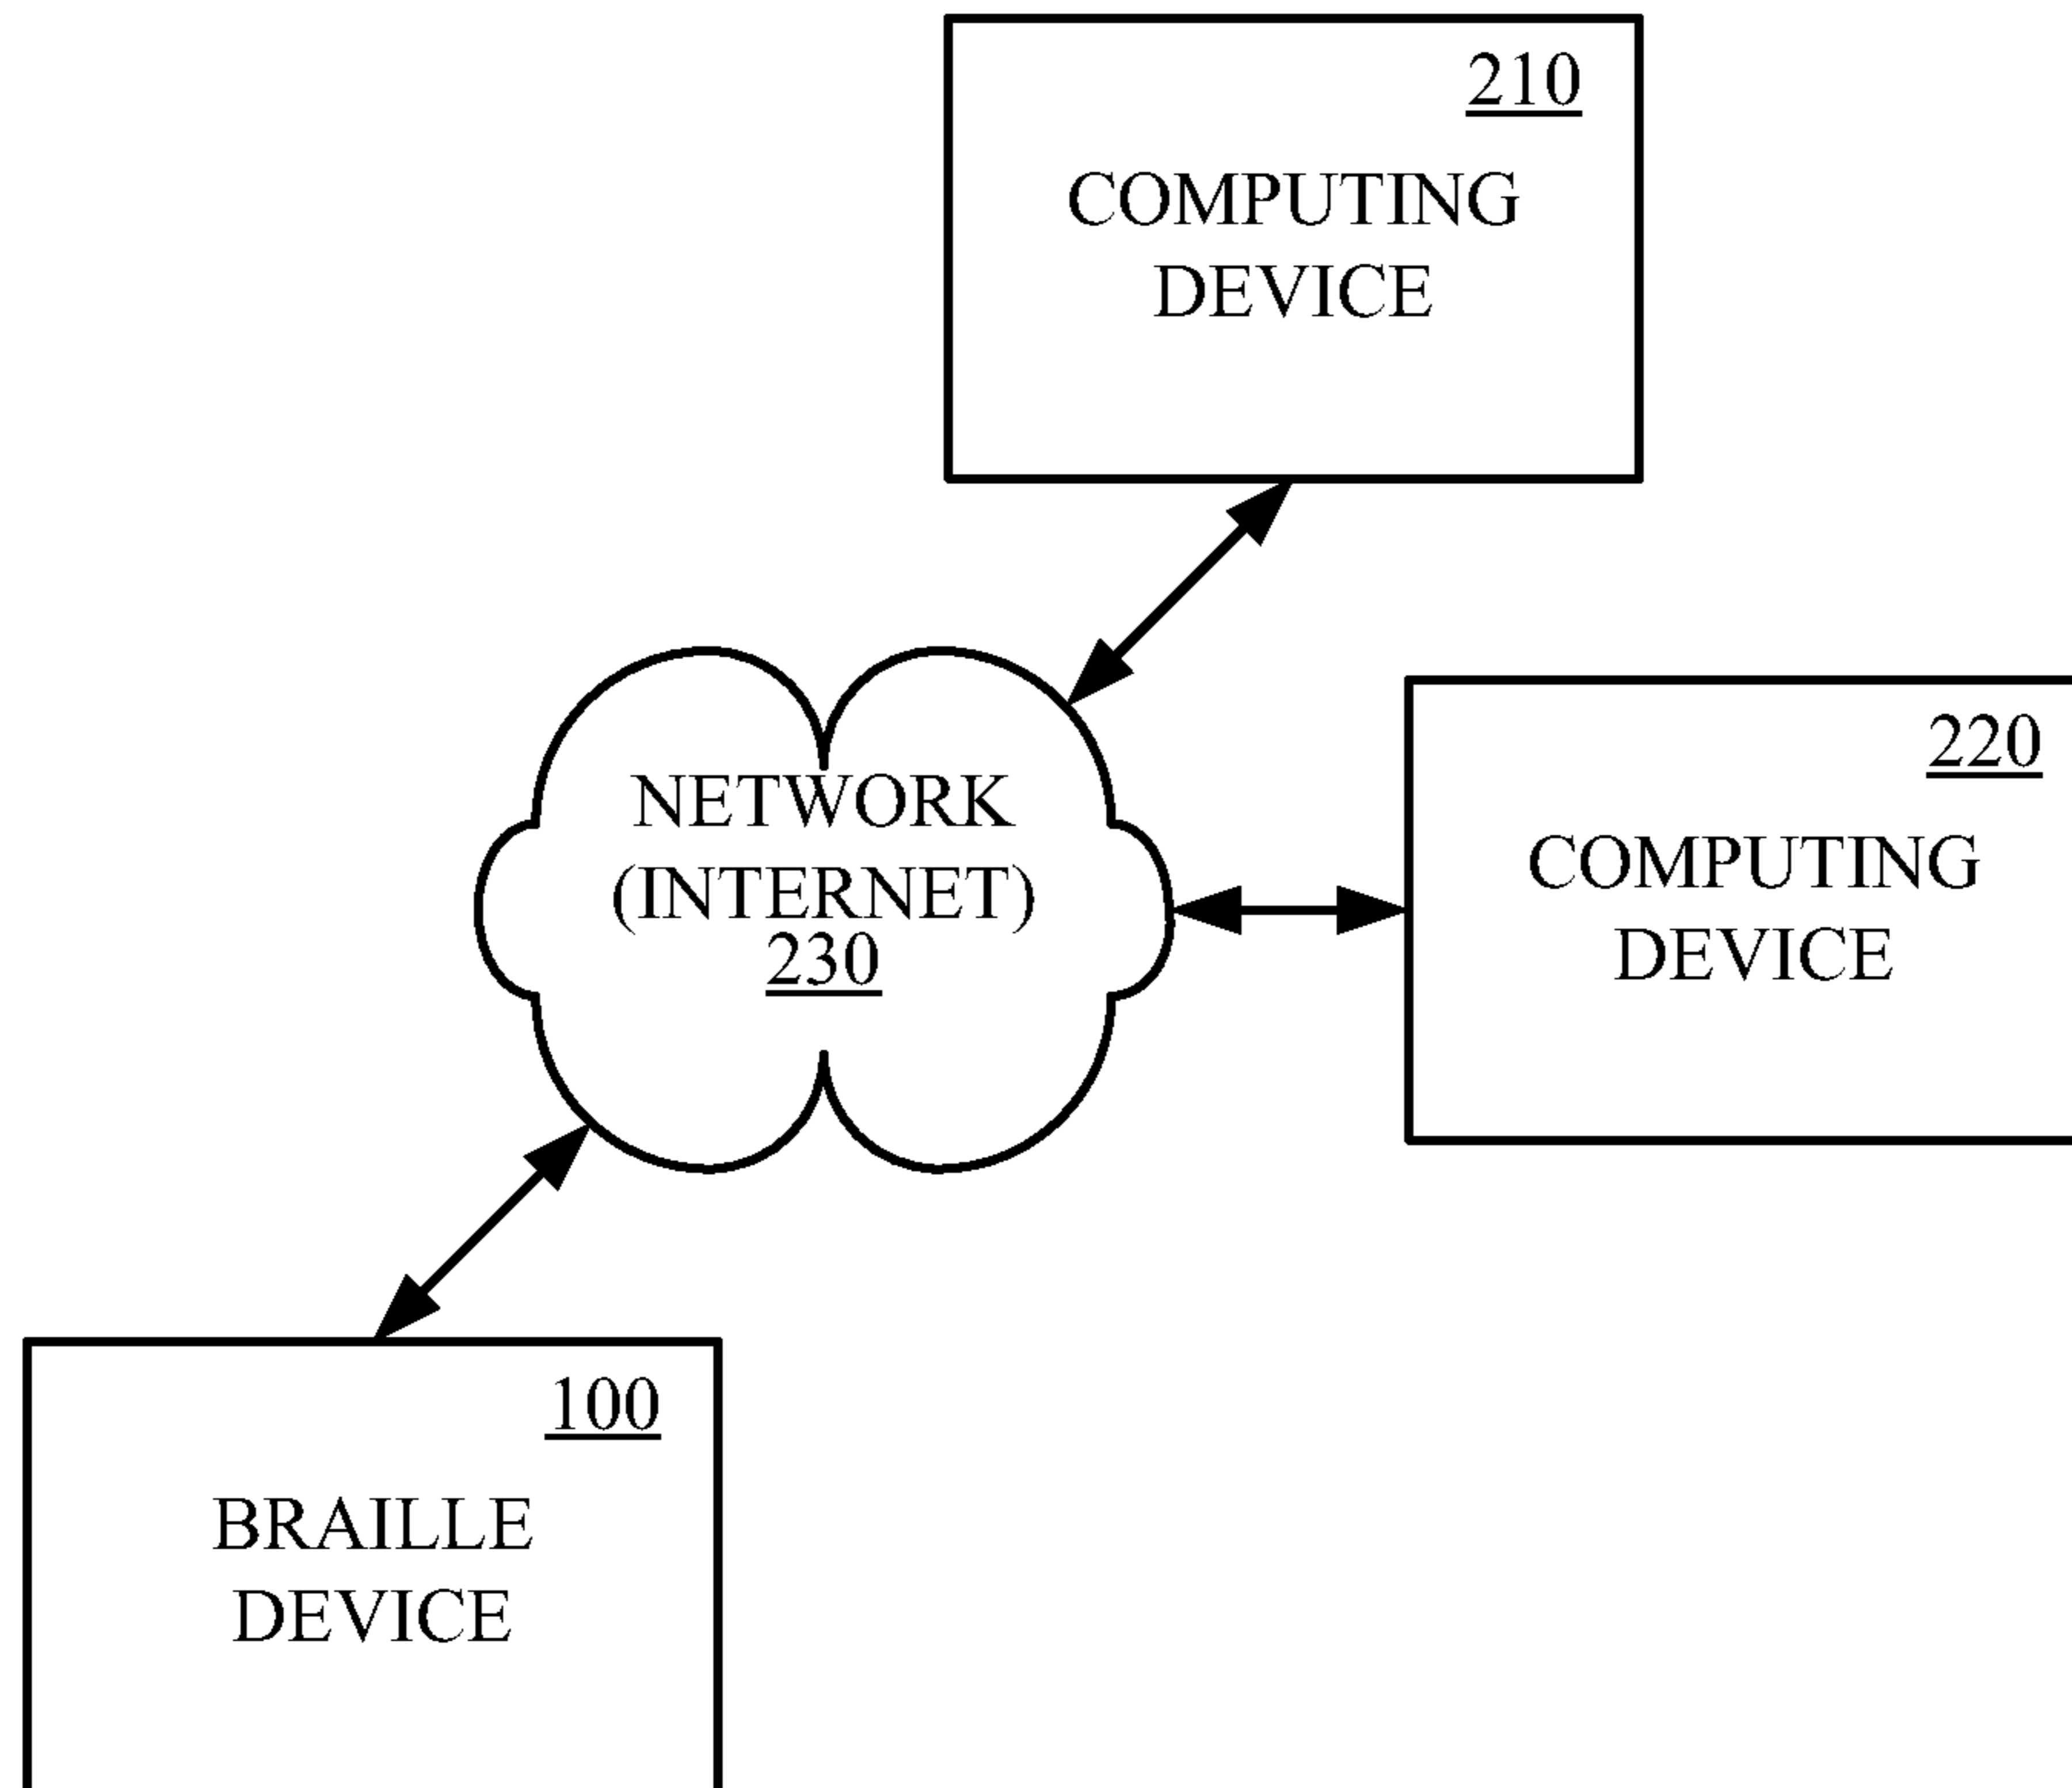 210
COMPUTING
DEVICE
NETWORK
(INTERNET)
230
220
COMPUTING
DEVICE
100
BRAILLE
DEVICE